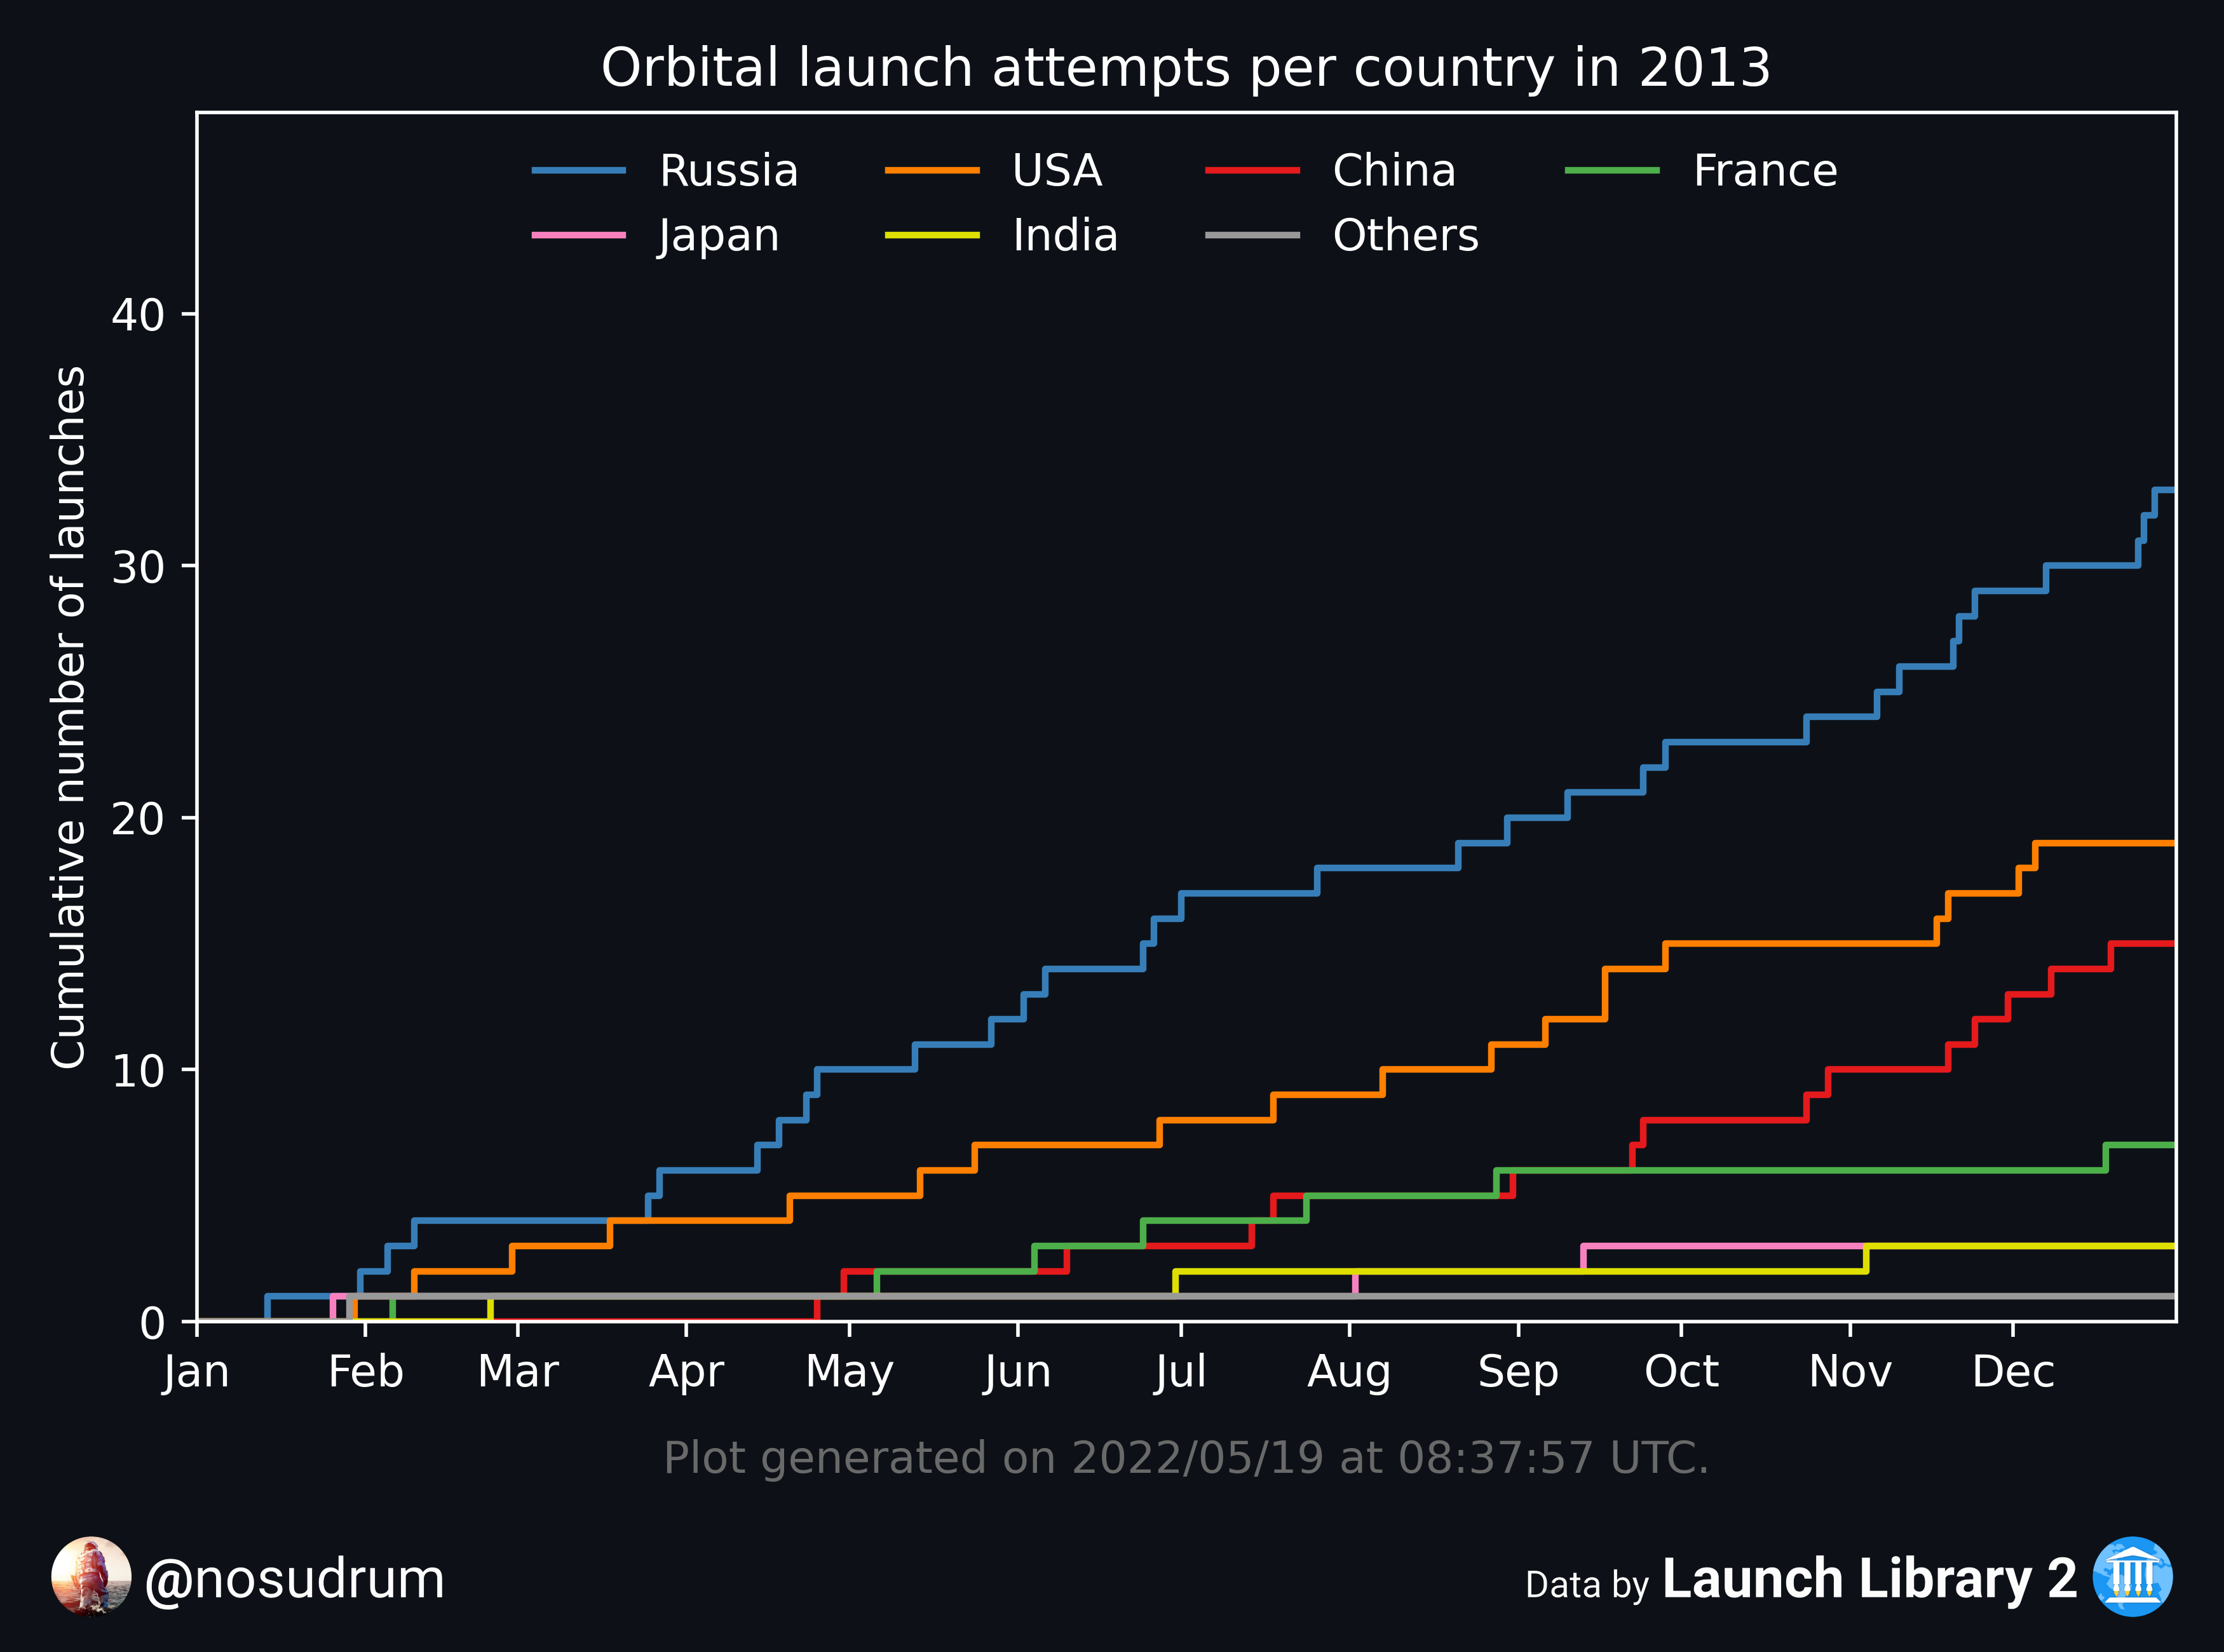 Orbital launch attempts per country in 2013
Russia USA China France
Japan India Others
Cumulative number of launches
40
30
20
10
0
Jan Feb Mar Apr May Jun Jul Aug Sep Oct Nov Dec
Plot generated on 2022/05/19 at 08:37:57 UTC.
@nosudrum
Data by Launch Library 2